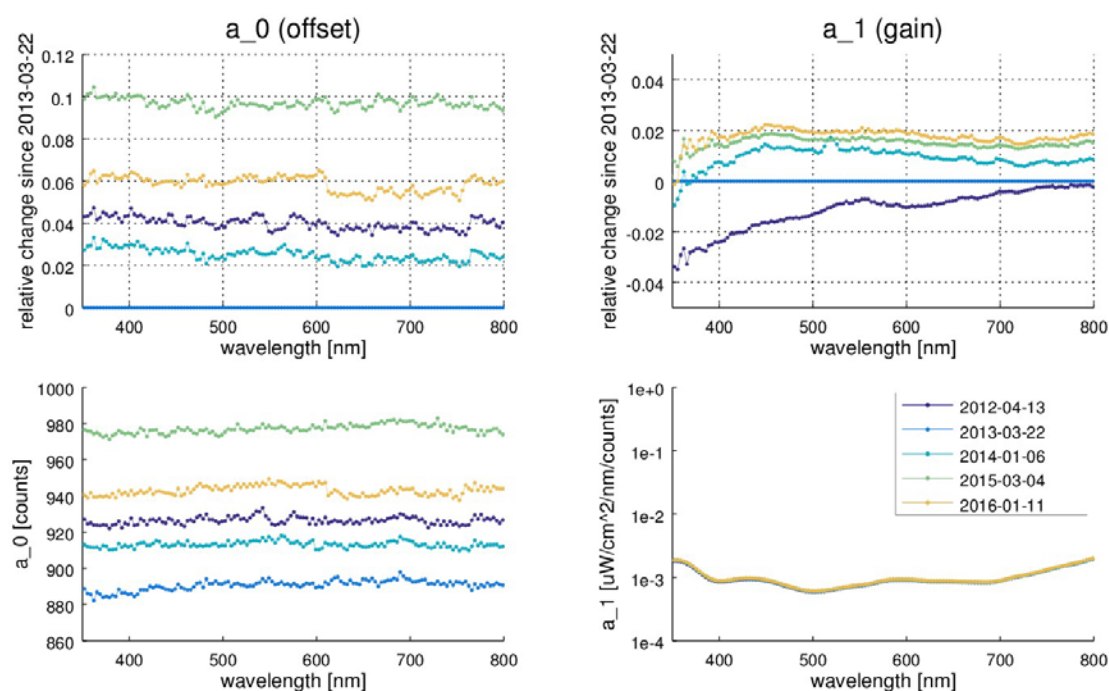 a_0 (offset)
relative change since 2013-03-22
0.12
0.1
0.08
0.06
0.04
0.02
0
400 500 600 700 800
wavelength [nm]
a_1 (gain)
relative change since 2013-03-22
0.04
0.02
0
-0.02
-0.04
400 500 600 700 800
wavelength [nm]
a_0 [counts]
1000
980
960
940
920
900
880
860
400 500 600 700 800
wavelength [nm]
a_1 [uW/cm^2/nm/counts]
1e+0
1e-1
1e-2
1e-3
1e-4
2012-04-13
2013-03-22
2014-01-06
2015-03-04
2016-01-11
400 500 600 700 800
wavelength [nm]